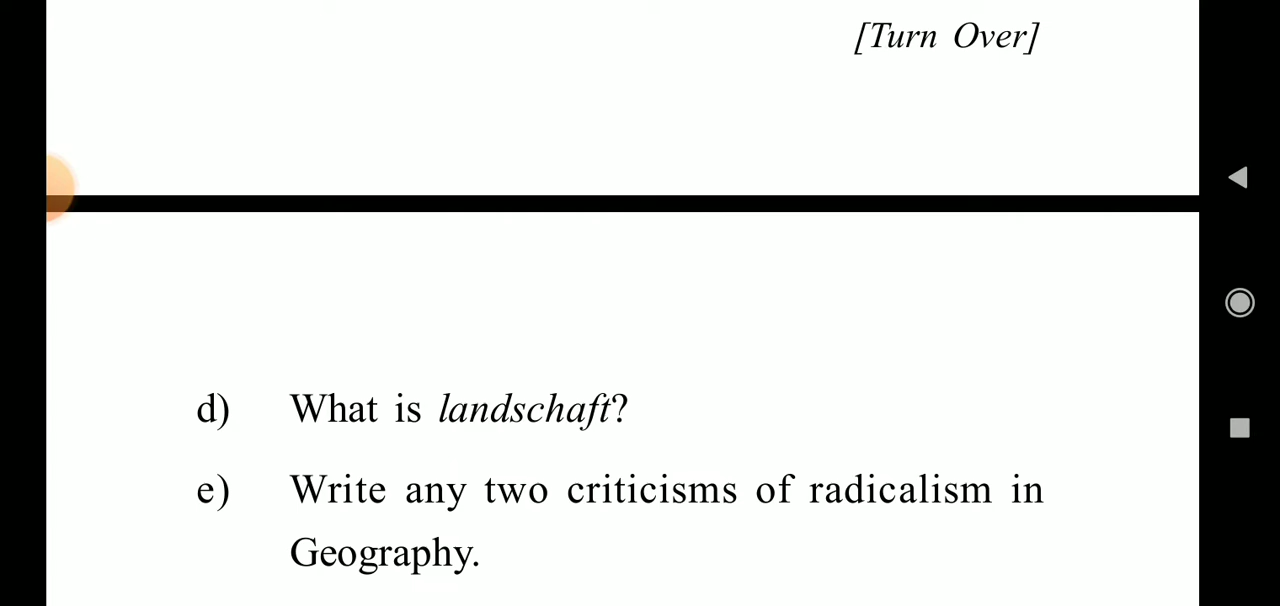 [Turn Over]
d) What is landschaft?
e) Write any two criticisms of radicalism in
Geography.